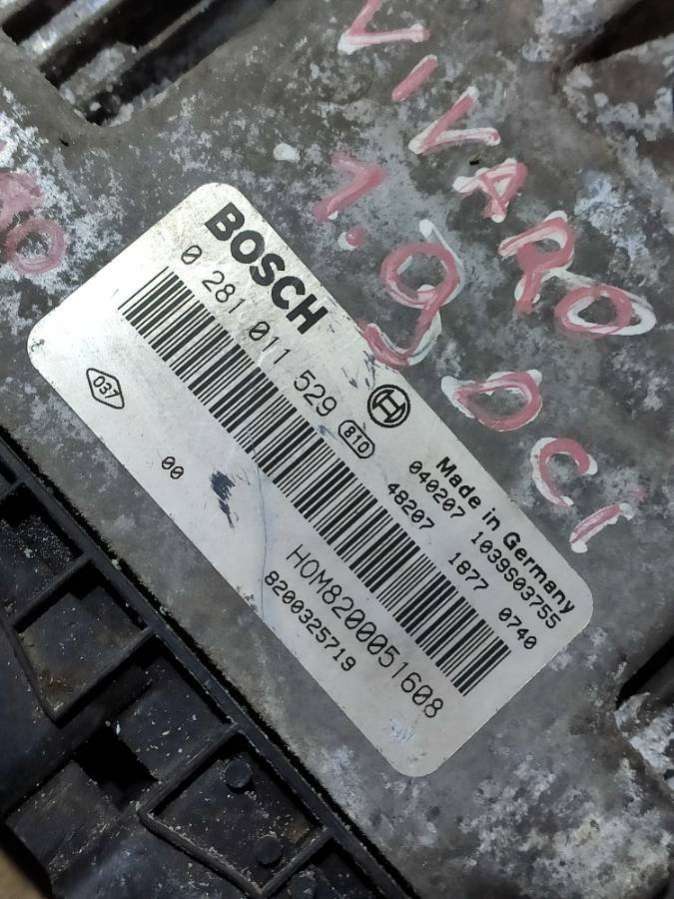 VIVARO
1.9 DCI
BOSCH
0 281 011 529
810
Made in Germany
040207 1039S03755
48207 1877 0740
037
00
HOM8200051608
8200325719